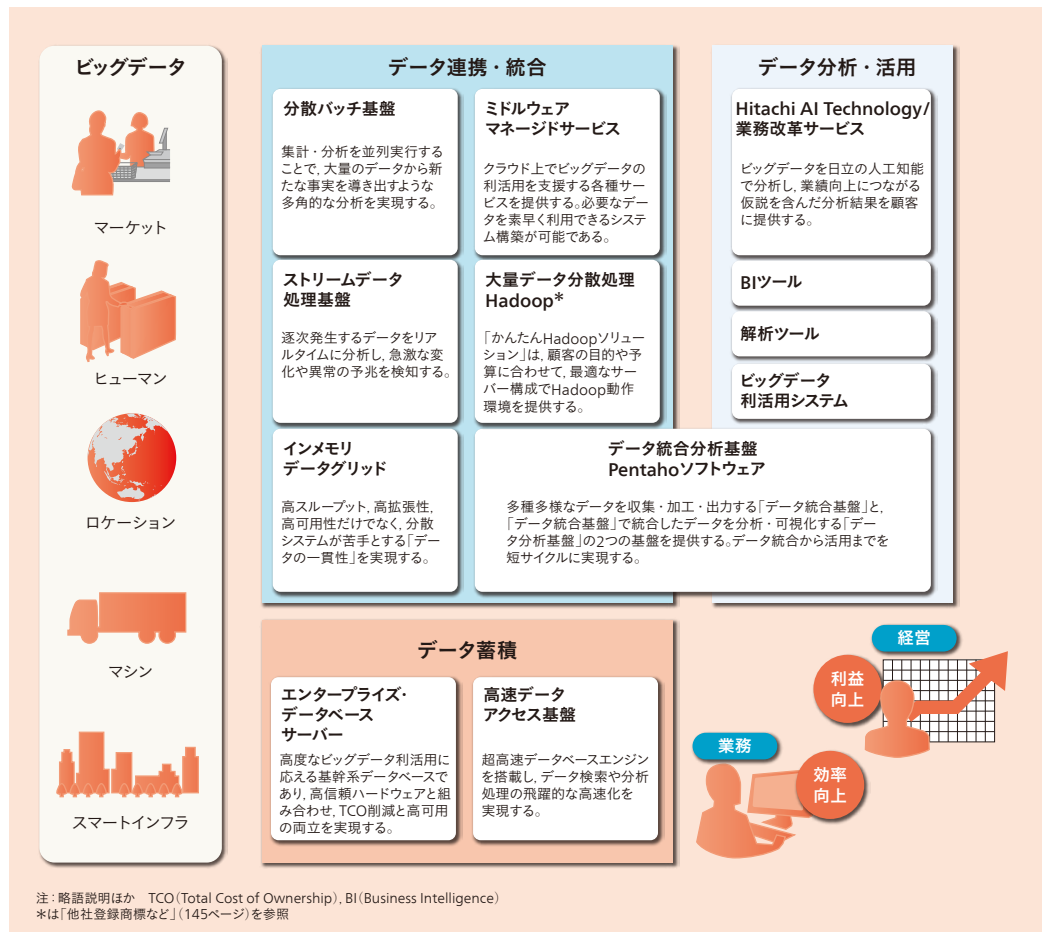 ビッグデータ
マーケット
ヒューマン
ロケーション
マシン
スマートインフラ
データ連携・統合
分散バッチ基盤
集計・分析を並列実行する
ことで, 大量のデータから新
たな事実を導き出すような
多角的な分析を実現する。
ミドルウェア
マネージドサービス
クラウド上でビッグデータの
利活用を支援する各種サー
ビスを提供する。必要なデー
タを素早く利用できるシステ
ム構築が可能である。
ストリームデータ
処理基盤
逐次発生するデータをリア
ルタイムに分析し, 急激な変
化や異常の予兆を検知する。
大量データ分散処理
Hadoop*
「かんたんHadoopソリュー
ション」は, 顧客の目的や予
算に合わせて, 最適なサー
バー構成でHadoop動作
環境を提供する。
インメモリ
データグリッド
高スループット, 高拡張性,
高可用性だけでなく, 分散
システムが苦手とする「デー
タの一貫性」を実現する。
データ分析・活用
Hitachi AI Technology/
業務改革サービス
ビッグデータを日立の人工知能
で分析し, 業績向上につながる
仮説を含んだ分析結果を顧客
に提供する。
BIツール
解析ツール
ビッグデータ
利活用システム
データ統合分析基盤
Pentahoソフトウェア
多種多様なデータを収集・加工・出力する「データ統合基盤」と,
「データ統合基盤」で統合したデータを分析・可視化する「デー
タ分析基盤」の2つの基盤を提供する。データ統合から活用までを
短サイクルに実現する。
データ蓄積
エンタープライズ・
データベース
サーバー
高度なビッグデータ利活用に
応える基幹系データベースで
あり, 高信頼ハードウェアと組
み合わせ, TCO削減と高可用
の両立を実現する。
高速データ
アクセス基盤
超高速データベースエンジン
を搭載し, データ検索や分析
処理の飛躍的な高速化を
実現する。
経営
利益
向上
業務
効率
向上
注:略語説明ほか　TCO(Total Cost of Ownership), BI(Business Intelligence)
*は「他社登録商標など」(145ページ)を参照